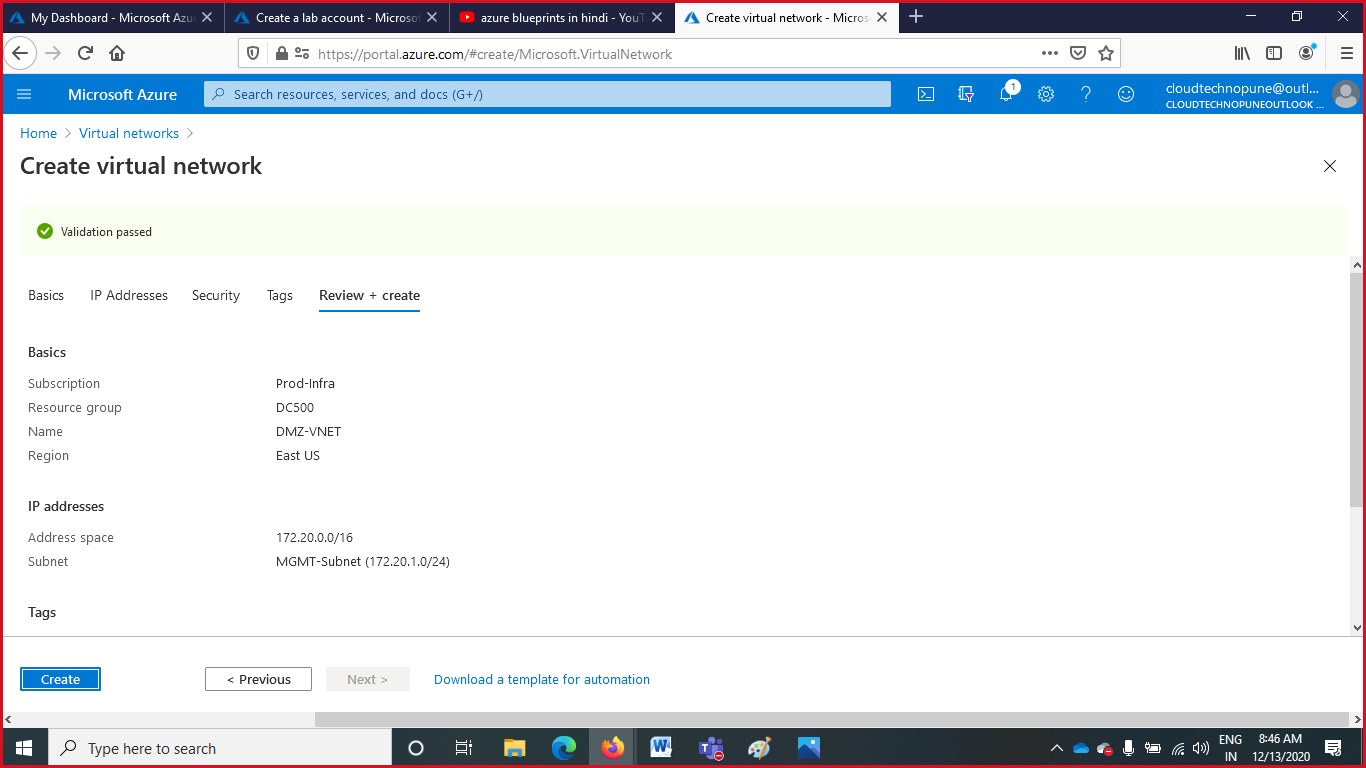 My Dashboard - Microsoft Azu
Create a lab account - Microsof
azure blueprints in hindi - YouT
Create virtual network - Micros
https://portal.azure.com/#create/Microsoft.VirtualNetwork
Microsoft Azure
Search resources, services, and docs (G+/)
1
cloudtechnopune@outl...
CLOUDTECHNOPUNEOUTLOOK ...
Home > Virtual networks >
Create virtual network
Validation passed
Basics IP Addresses Security Tags Review + create
Basics
Subscription Prod-Infra
Resource group DC500
Name DMZ-VNET
Region East US
IP addresses
Address space 172.20.0.0/16
Subnet MGMT-Subnet (172.20.1.0/24)
Tags
Create < Previous Next > Download a template for automation
Type here to search
ENG
IN
8:46 AM
12/13/2020